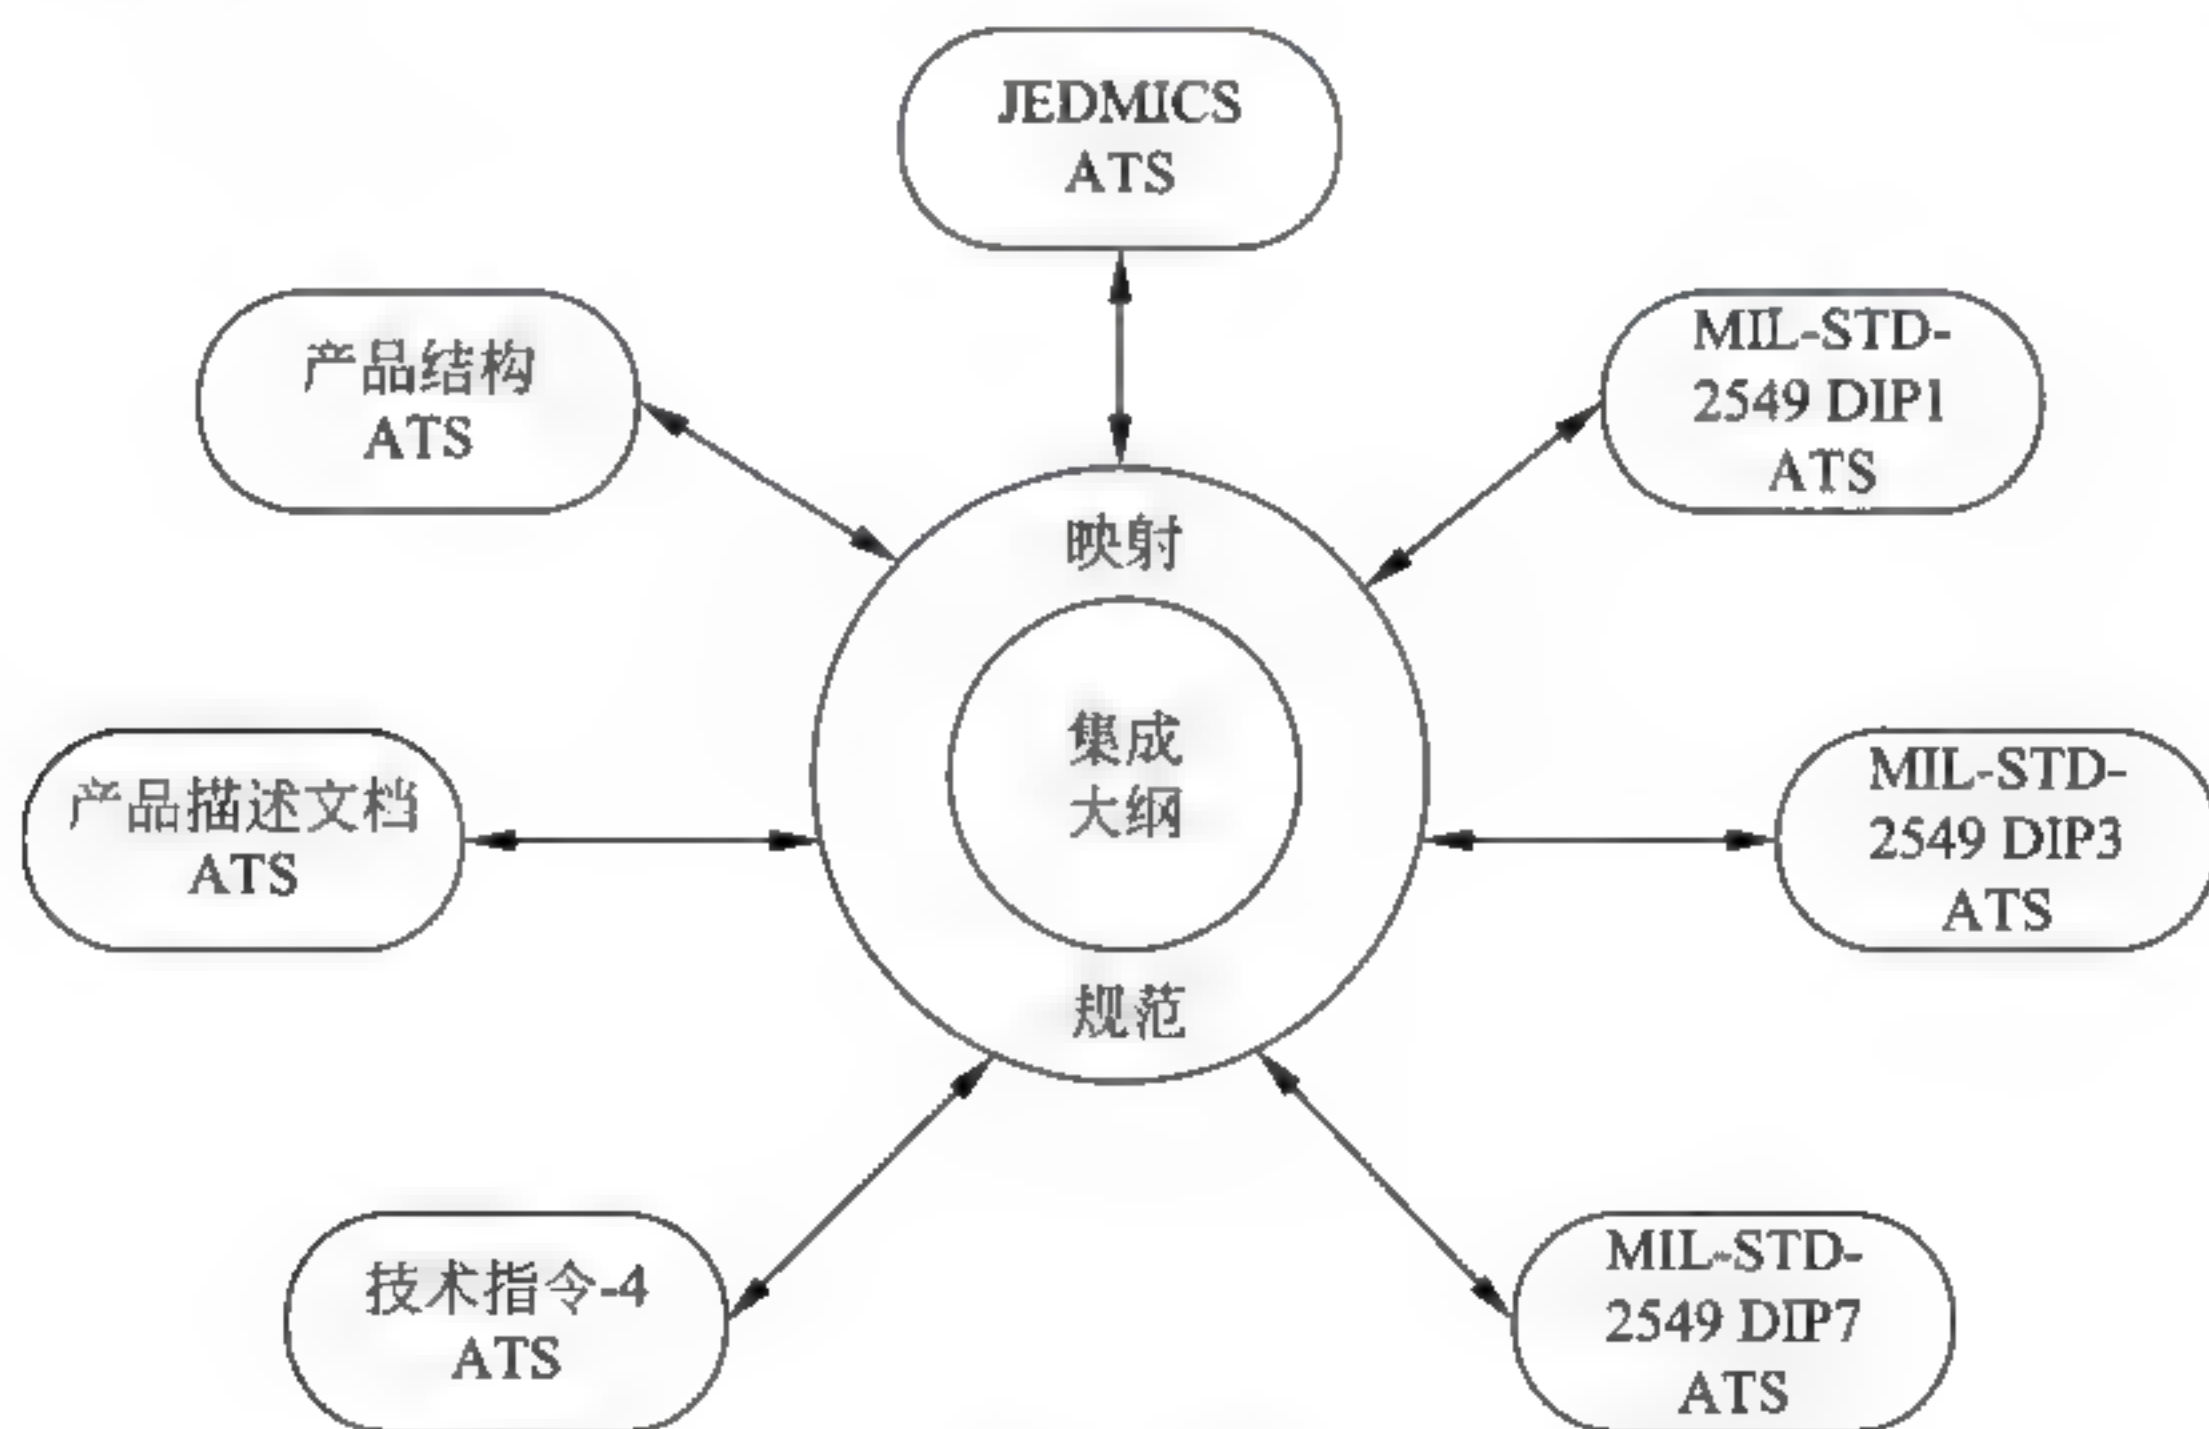 JEDMICS
ATS
产品结构
ATS
MIL-STD-
2549 DIP1
ATS
映射
集成
大纲
规范
产品描述文档
ATS
MIL-STD-
2549 DIP3
ATS
技术指令-4
ATS
MIL-STD-
2549 DIP7
ATS